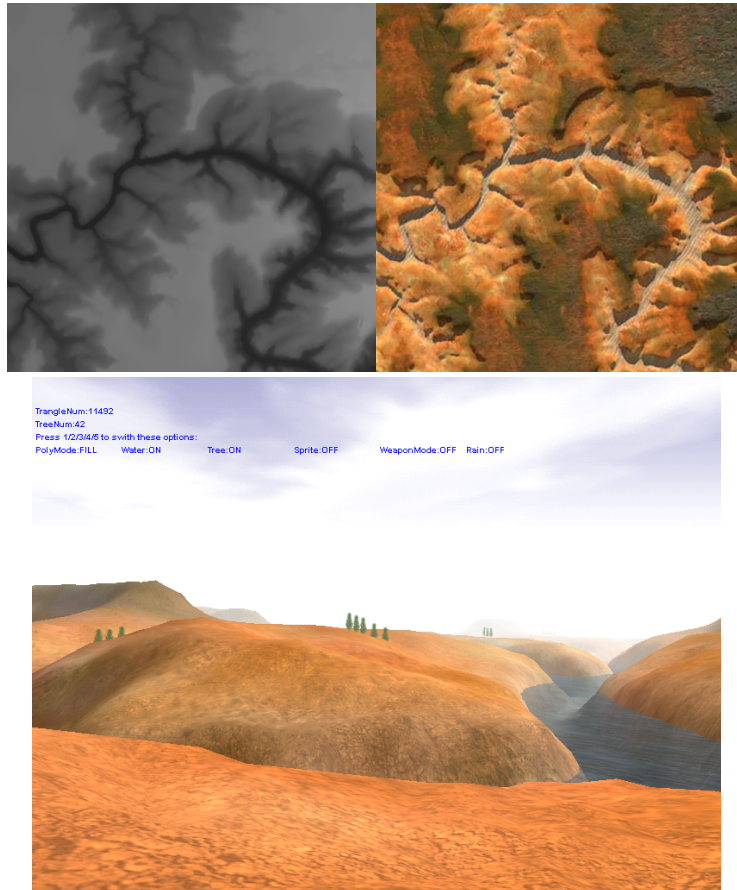 TrangleNum:11492
TreeNum:42
Press 1/2/3/4/5 to swith these options:
PolyMode:FILL Water:ON Tree:ON Sprite:OFF WeaponMode:OFF Rain:OFF